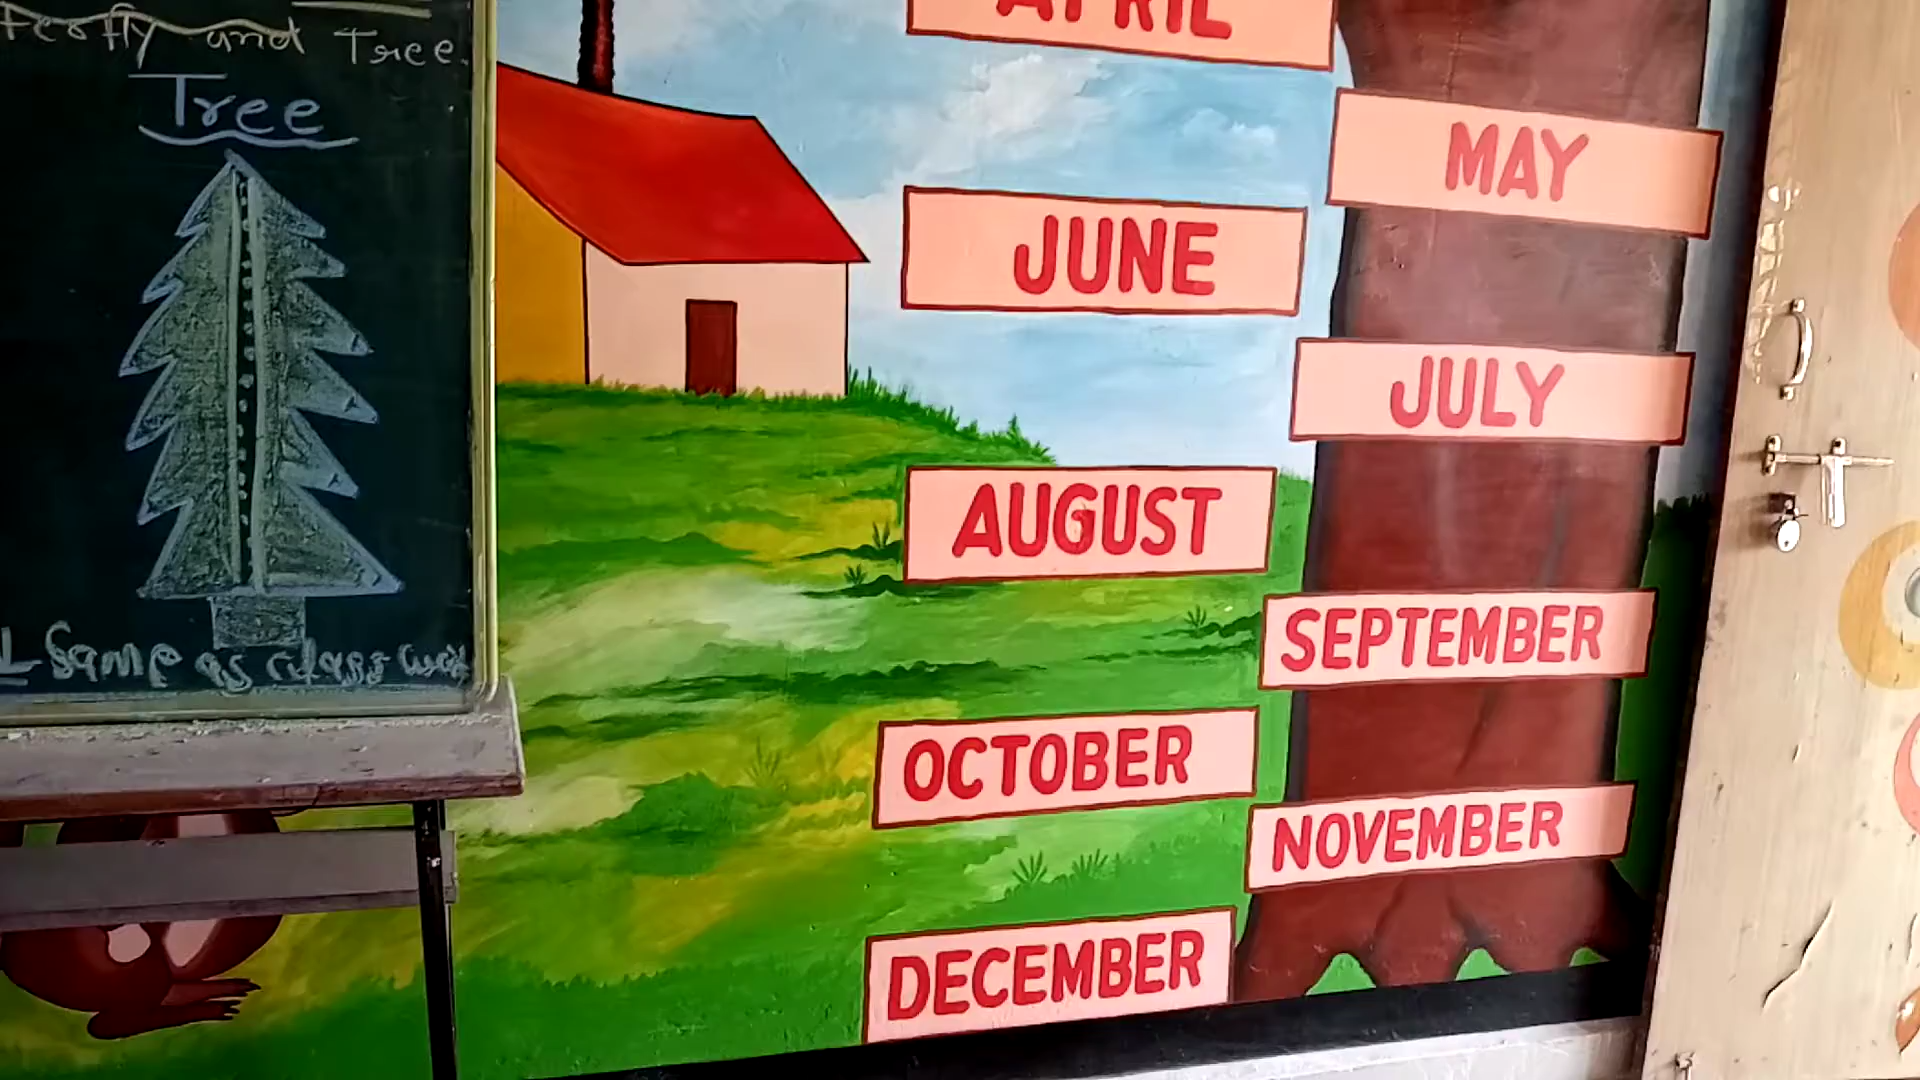 and Tree.
Tree
Same as class
APRIL
MAY
JUNE
JULY
AUGUST
SEPTEMBER
OCTOBER
NOVEMBER
DECEMBER